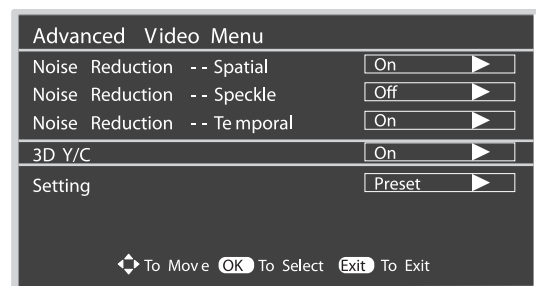 Advanced Video Menu
Noise Reduction -- Spatial On
Noise Reduction -- Speckle Off
Noise Reduction -- Temporal On
3D Y/C On
Setting Preset
To Move OK To Select Exit To Exit